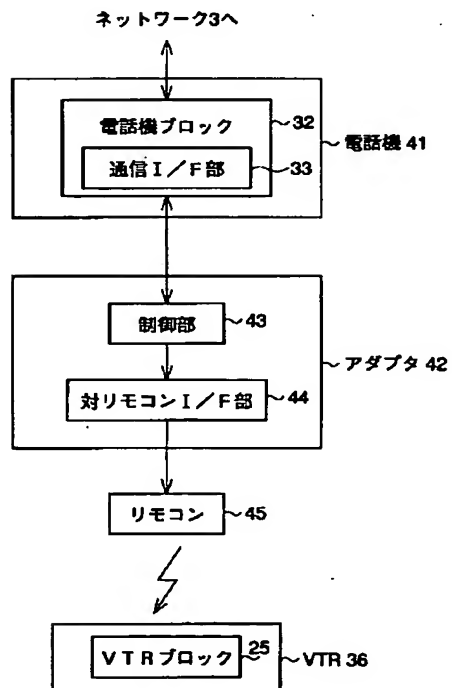 ネットワーク3へ
電話機ブロック
32
通信I/F部
33
電話機 41
制御部
43
対リモコンI/F部
44
アダプタ 42
リモコン
45
VTRブロック
25
VTR 36